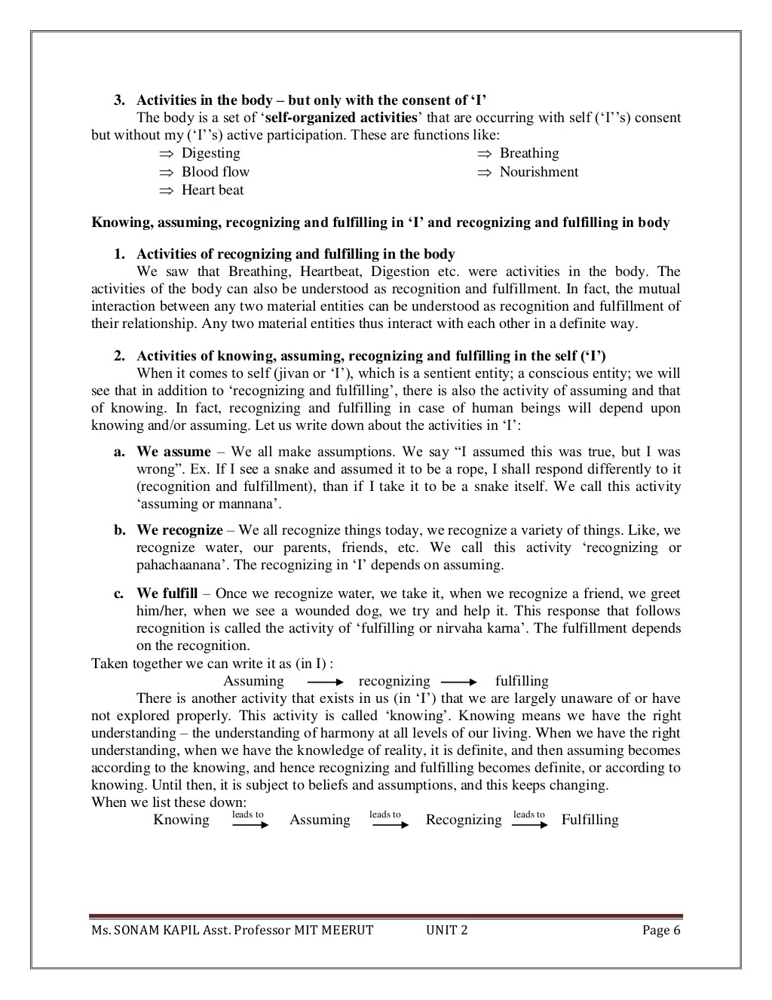 3. Activities in the body – but only with the consent of ‘I’
The body is a set of ‘self-organized activities’ that are occurring with self (‘I’’s) consent
but without my (‘I’’s) active participation. These are functions like:
⇒ Digesting ⇒ Breathing
⇒ Blood flow ⇒ Nourishment
⇒ Heart beat
Knowing, assuming, recognizing and fulfilling in ‘I’ and recognizing and fulfilling in body
1. Activities of recognizing and fulfilling in the body
We saw that Breathing, Heartbeat, Digestion etc. were activities in the body. The
activities of the body can also be understood as recognition and fulfillment. In fact, the mutual
interaction between any two material entities can be understood as recognition and fulfillment of
their relationship. Any two material entities thus interact with each other in a definite way.
2. Activities of knowing, assuming, recognizing and fulfilling in the self (‘I’)
When it comes to self (jivan or ‘I’), which is a sentient entity; a conscious entity; we will
see that in addition to ‘recognizing and fulfilling’, there is also the activity of assuming and that
of knowing. In fact, recognizing and fulfilling in case of human beings will depend upon
knowing and/or assuming. Let us write down about the activities in ‘I’:
a. We assume – We all make assumptions. We say “I assumed this was true, but I was
wrong”. Ex. If I see a snake and assumed it to be a rope, I shall respond differently to it
(recognition and fulfillment), than if I take it to be a snake itself. We call this activity
‘assuming or mannana’.
b. We recognize – We all recognize things today, we recognize a variety of things. Like, we
recognize water, our parents, friends, etc. We call this activity ‘recognizing or
pahachaanana’. The recognizing in ‘I’ depends on assuming.
c. We fulfill – Once we recognize water, we take it, when we recognize a friend, we greet
him/her, when we see a wounded dog, we try and help it. This response that follows
recognition is called the activity of ‘fulfilling or nirvaha karna’. The fulfillment depends
on the recognition.
Taken together we can write it as (in I) :
Assuming recognizing fulfilling
There is another activity that exists in us (in ‘I’) that we are largely unaware of or have
not explored properly. This activity is called ‘knowing’. Knowing means we have the right
understanding – the understanding of harmony at all levels of our living. When we have the right
understanding, when we have the knowledge of reality, it is definite, and then assuming becomes
according to the knowing, and hence recognizing and fulfilling becomes definite, or according to
knowing. Until then, it is subject to beliefs and assumptions, and this keeps changing.
When we list these down:
Knowing leads to Assuming leads to Recognizing leads to Fulfilling
Ms. SONAM KAPIL Asst. Professor MIT MEERUT UNIT 2 Page 6